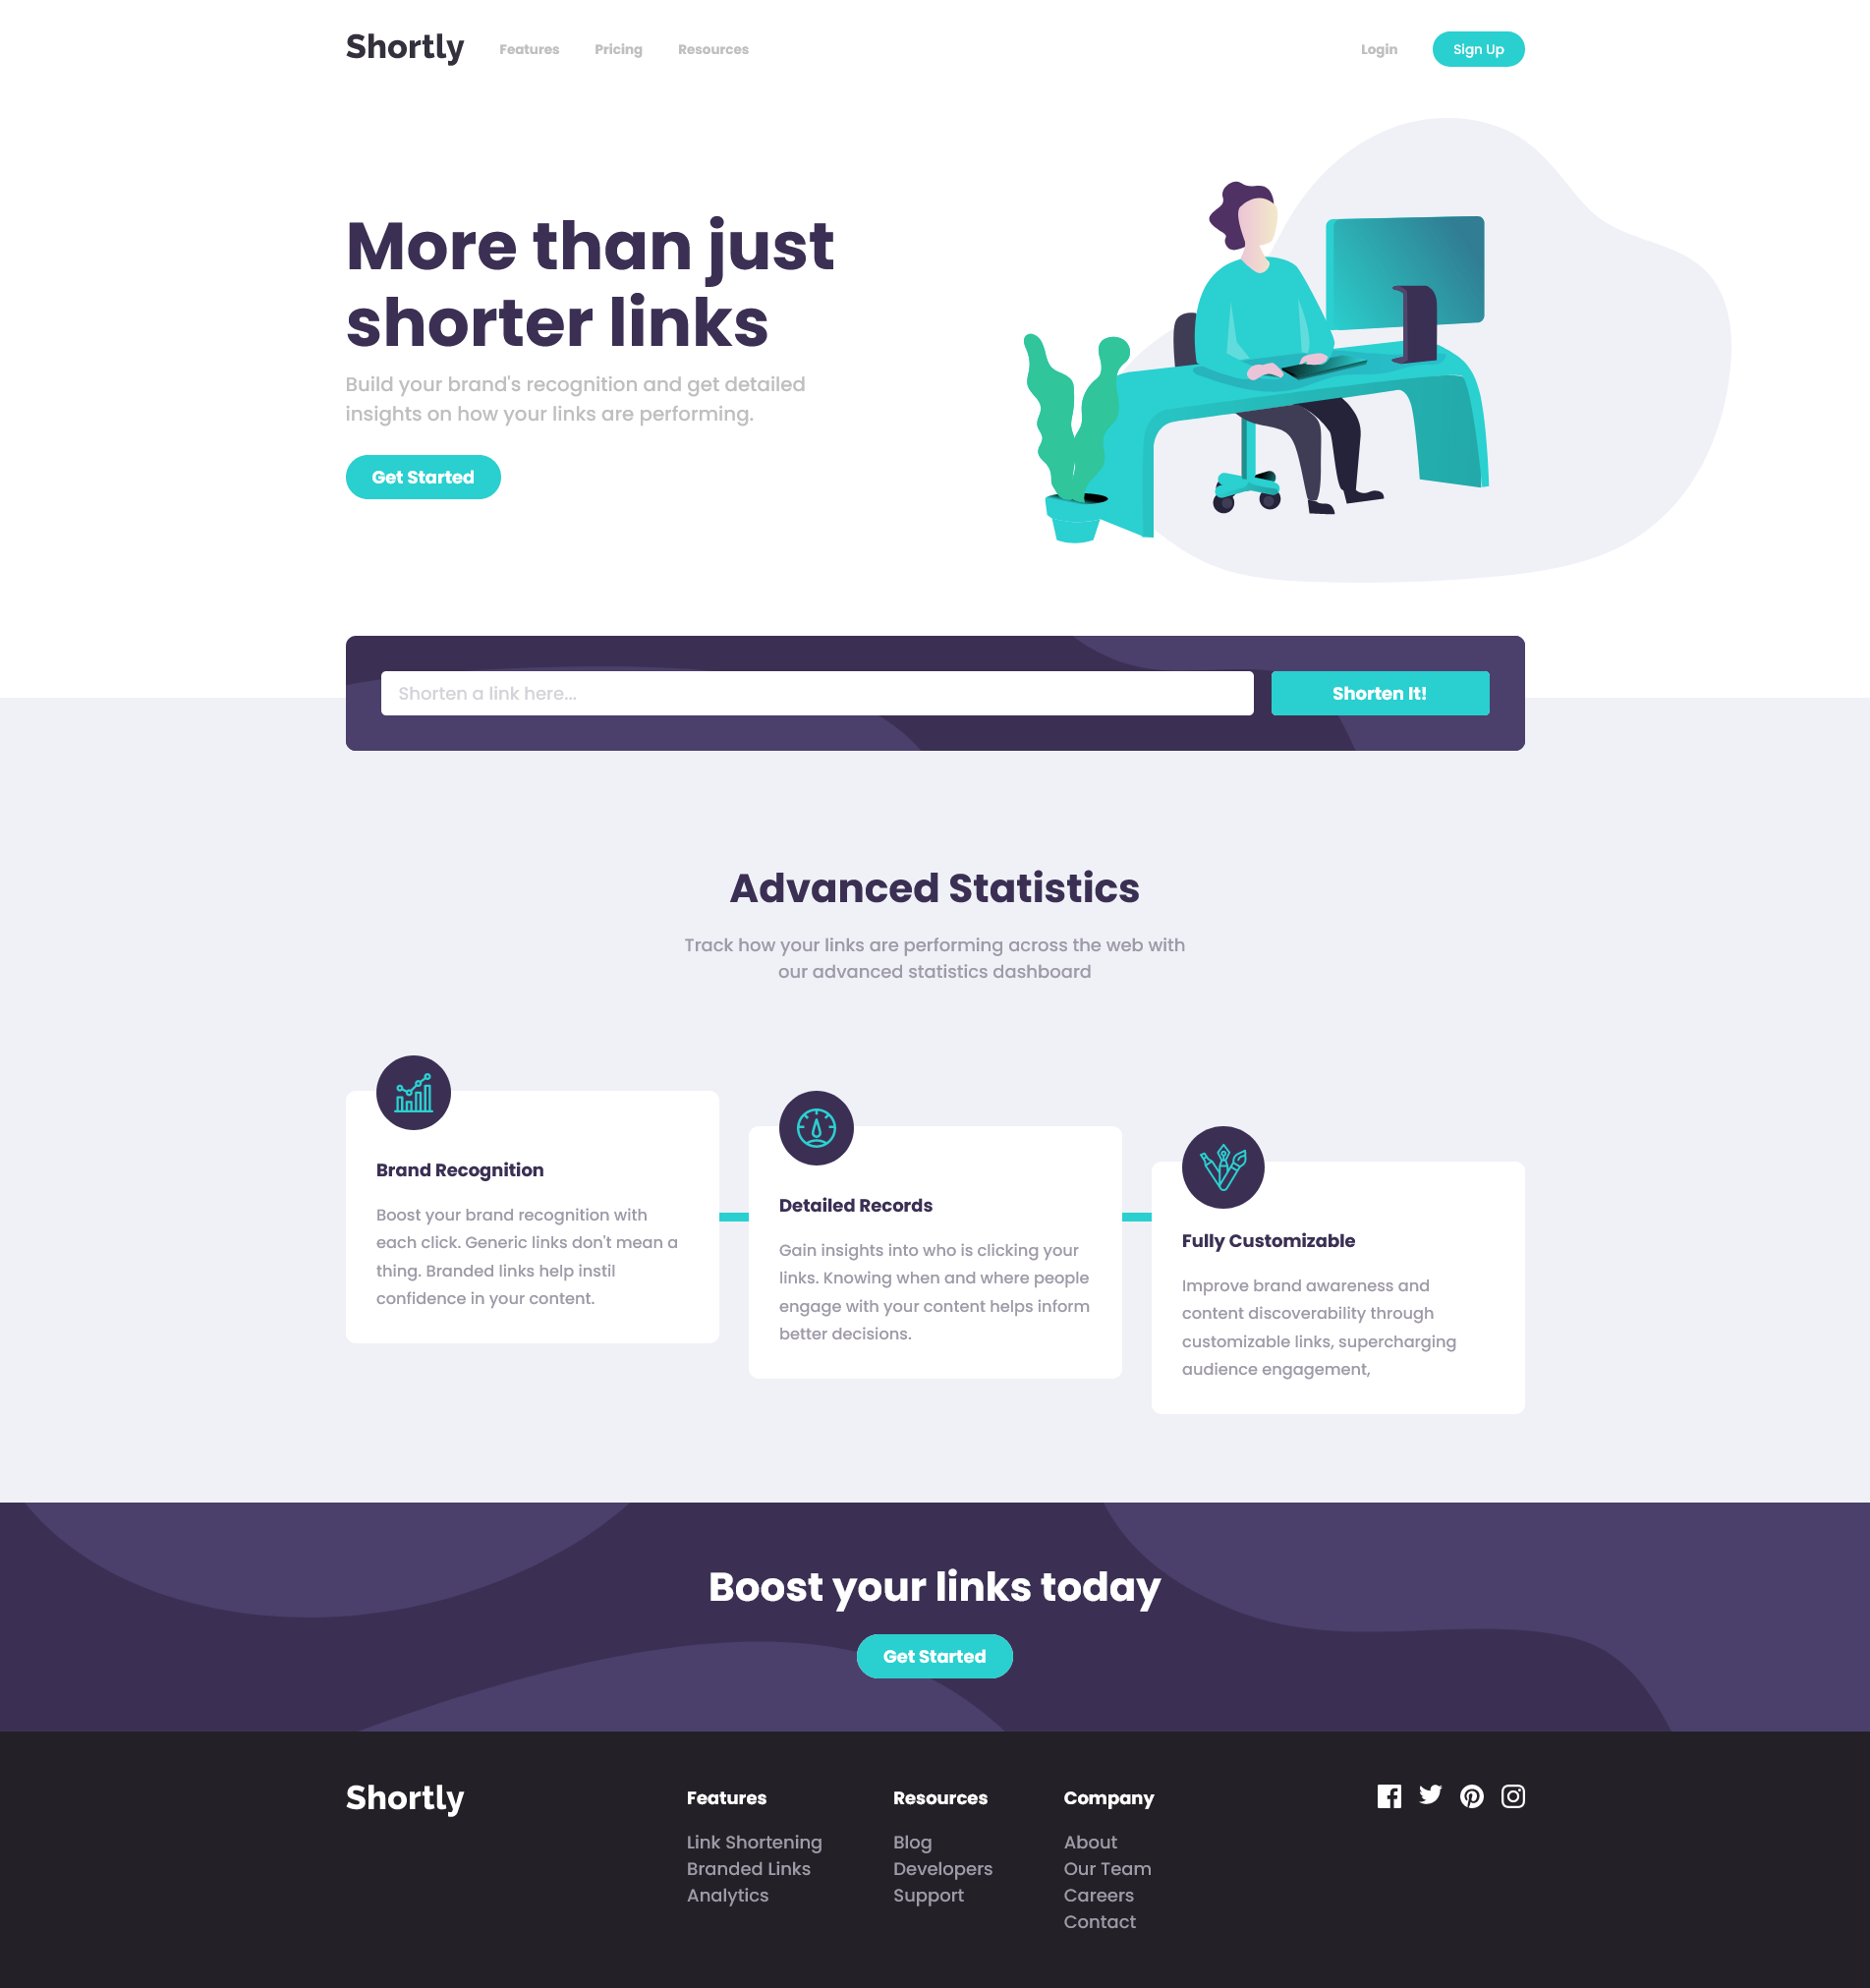 Shortly
Features
Pricing
Resources
Login
Sign Up
More than just
shorter links
Build your brand's recognition and get detailed
insights on how your links are performing.
Get Started
Shorten a link here...
Shorten It!
Advanced Statistics
Track how your links are performing across the web with
our advanced statistics dashboard
Brand Recognition
Boost your brand recognition with
each click. Generic links don't mean a
thing. Branded links help instil
confidence in your content.
Detailed Records
Gain insights into who is clicking your
links. Knowing when and where people
engage with your content helps inform
better decisions.
Fully Customizable
Improve brand awareness and
content discoverability through
customizable links, supercharging
audience engagement,
Boost your links today
Get Started
Shortly
Features
Link Shortening
Branded Links
Analytics
Resources
Blog
Developers
Support
Company
About
Our Team
Careers
Contact